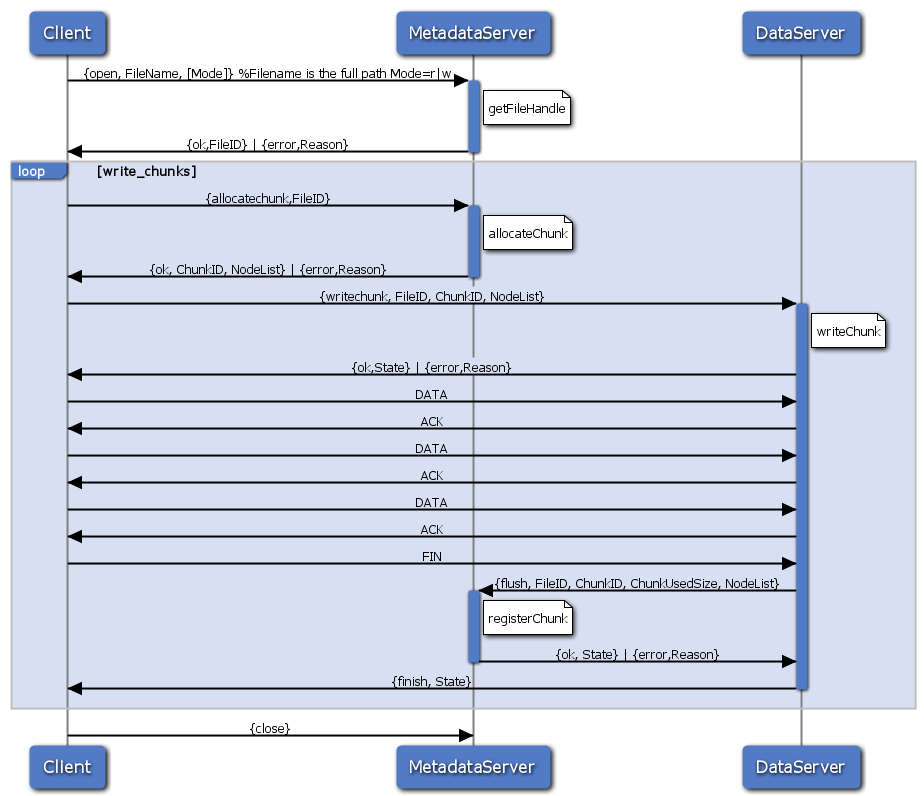 Client
MetadataServer
DataServer
{open, FileName, [Mode]} %Filename is the full path Mode=r|w
getFileHandle
{ok,FileID} | {error,Reason}
loop
[write_chunks]
{allocatechunk,FileID}
allocateChunk
{ok, ChunkID, NodeList} | {error,Reason}
{writechunk, FileID, ChunkID, NodeList}
writeChunk
{ok,State} | {error,Reason}
DATA
ACK
DATA
ACK
DATA
ACK
FIN
{flush, FileID, ChunkID, ChunkUsedSize, NodeList}
registerChunk
{ok, State} | {error,Reason}
{finish, State}
{close}
Client
MetadataServer
DataServer